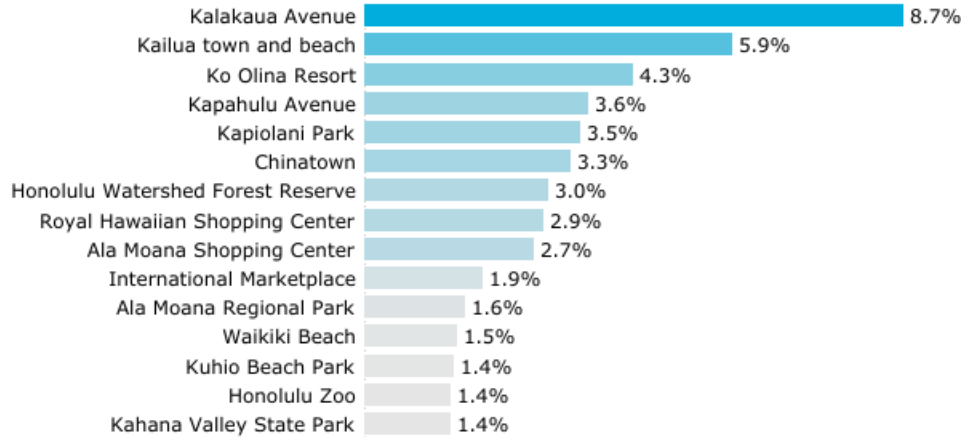 Kalakaua Avenue 8.7%
Kailua town and beach 5.9%
Ko Olina Resort 4.3%
Kapahulu Avenue 3.6%
Kapiolani Park 3.5%
Chinatown 3.3%
Honolulu Watershed Forest Reserve 3.0%
Royal Hawaiian Shopping Center 2.9%
Ala Moana Shopping Center 2.7%
International Marketplace 1.9%
Ala Moana Regional Park 1.6%
Waikiki Beach 1.5%
Kuhio Beach Park 1.4%
Honolulu Zoo 1.4%
Kahana Valley State Park 1.4%